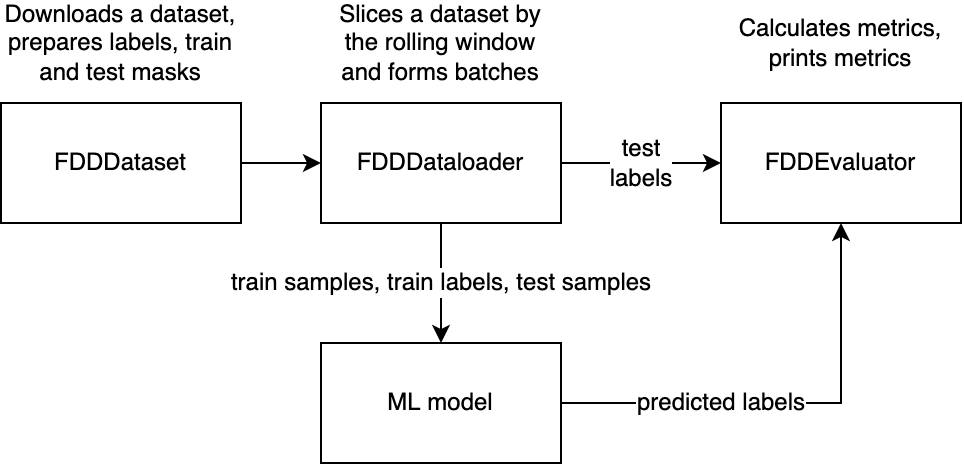 Downloads a dataset,
prepares labels, train
and test masks
Slices a dataset by
the rolling window
and forms batches
Calculates metrics,
prints metrics
FDDDataset
FDDDataloader
test
labels
FDDEvaluator
train samples, train labels, test samples
ML model
predicted labels